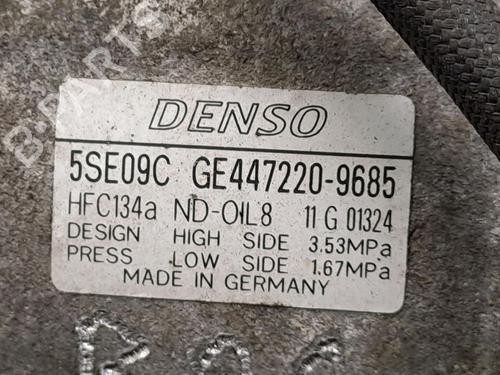 B-PARTS
DENSO
5SE09C GE447220-9685
HFC134a ND-OIL8 11 G 01324
DESIGN HIGH SIDE 3.53MPa
PRESS LOW SIDE 1.67MPa
MADE IN GERMANY